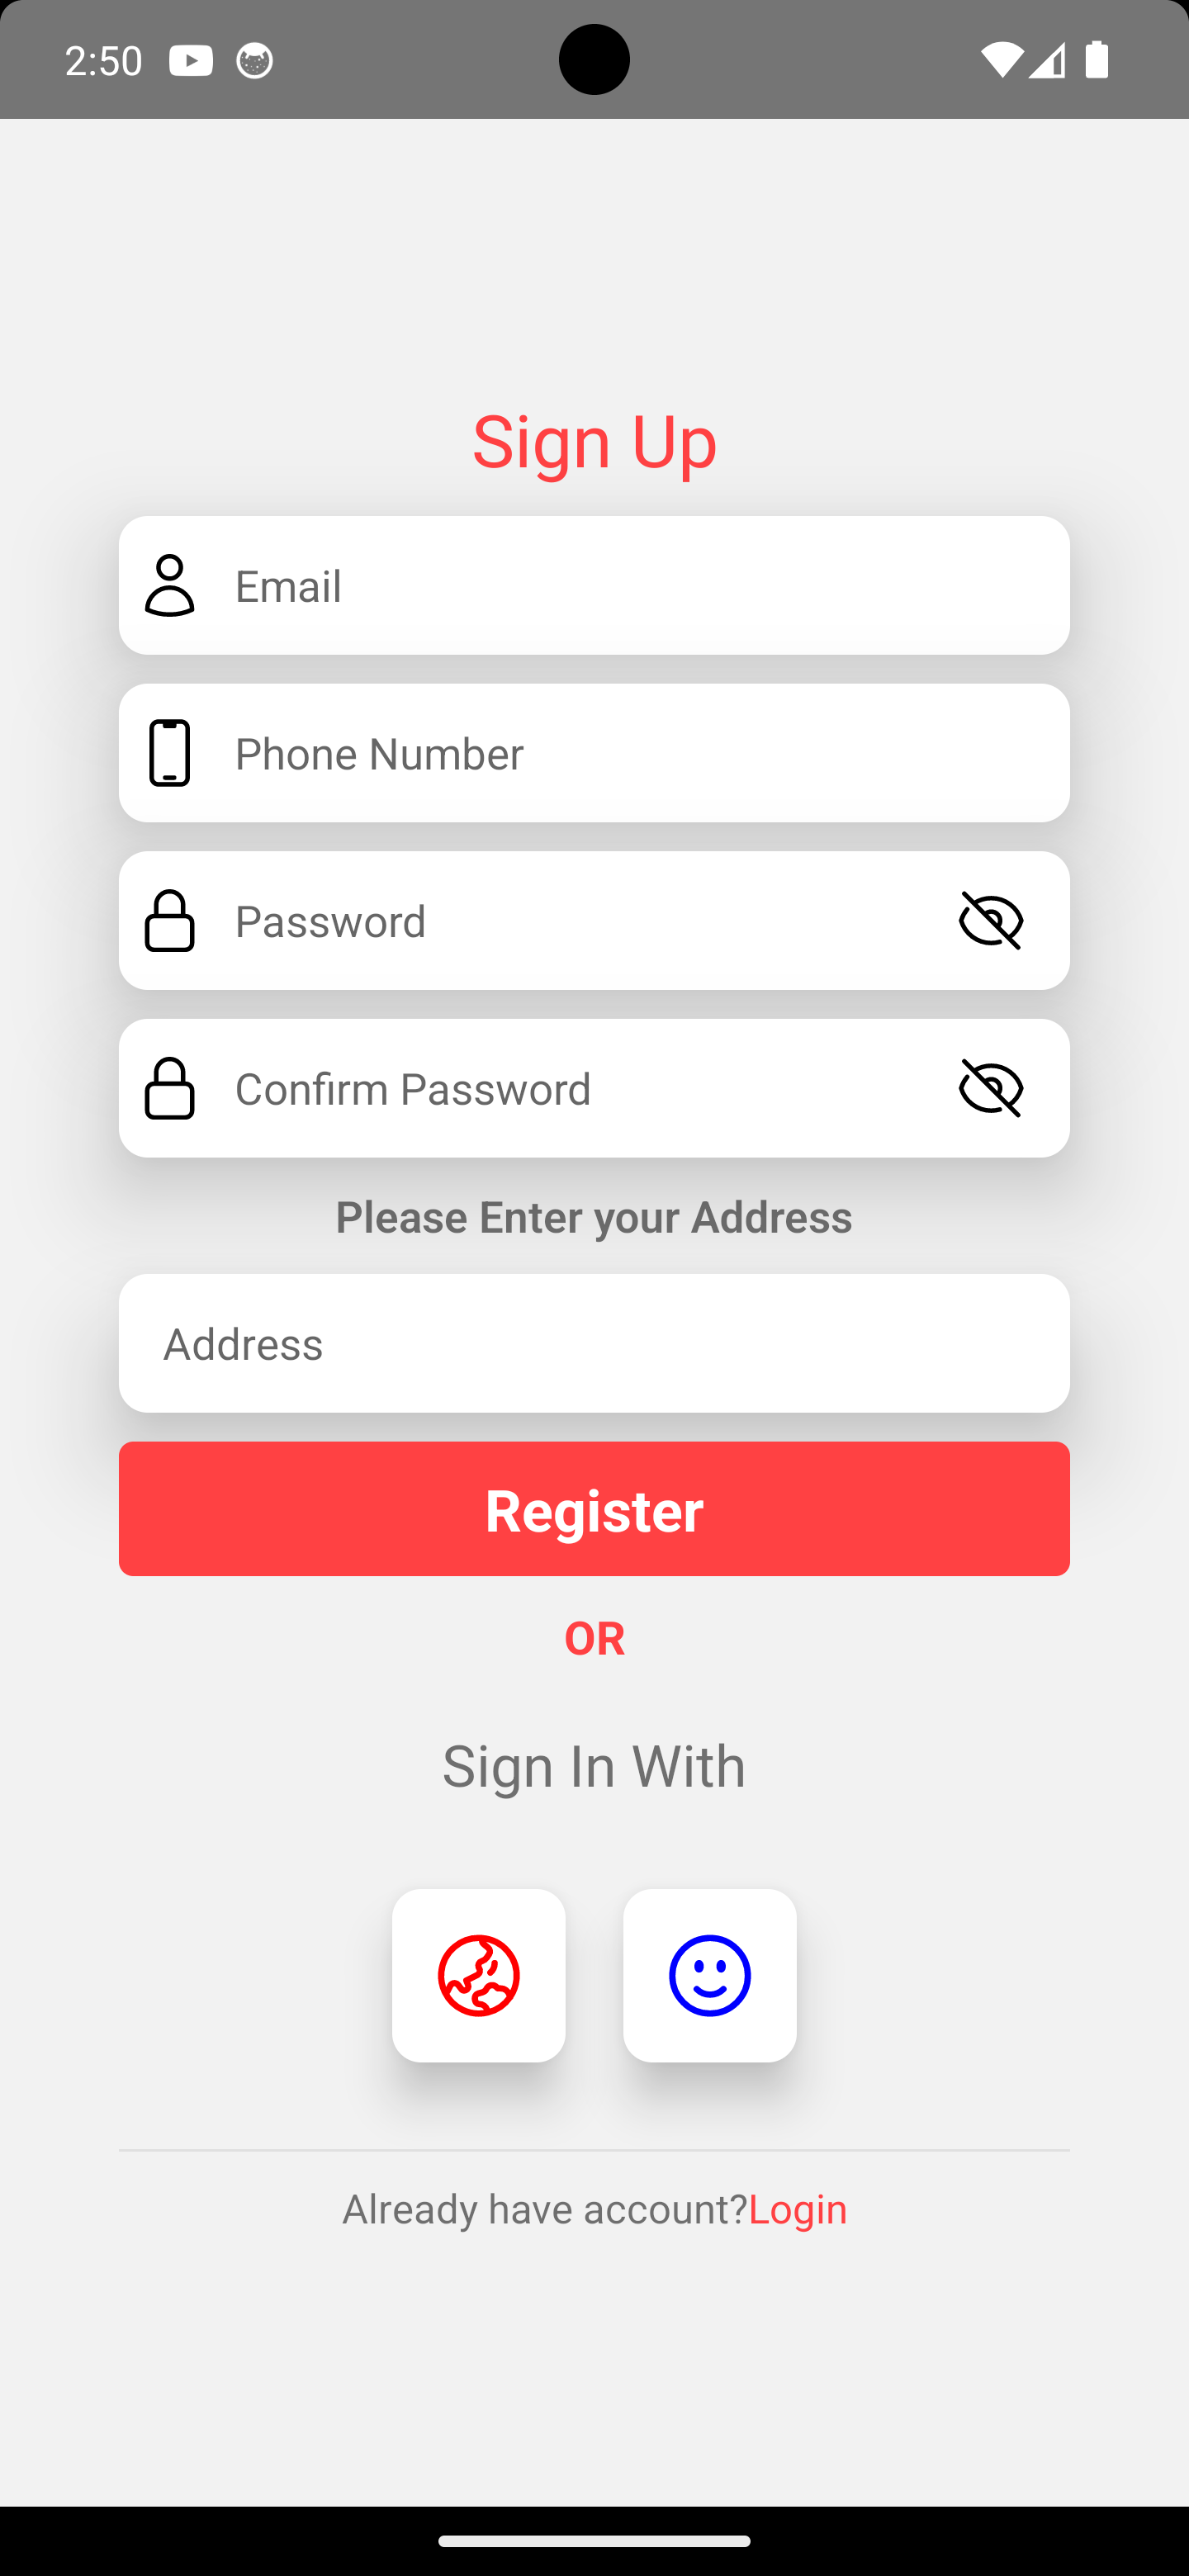 2:50
Sign Up
Email
Phone Number
Password
Confirm Password
Please Enter your Address
Address
Register
OR
Sign In With
Already have account?Login